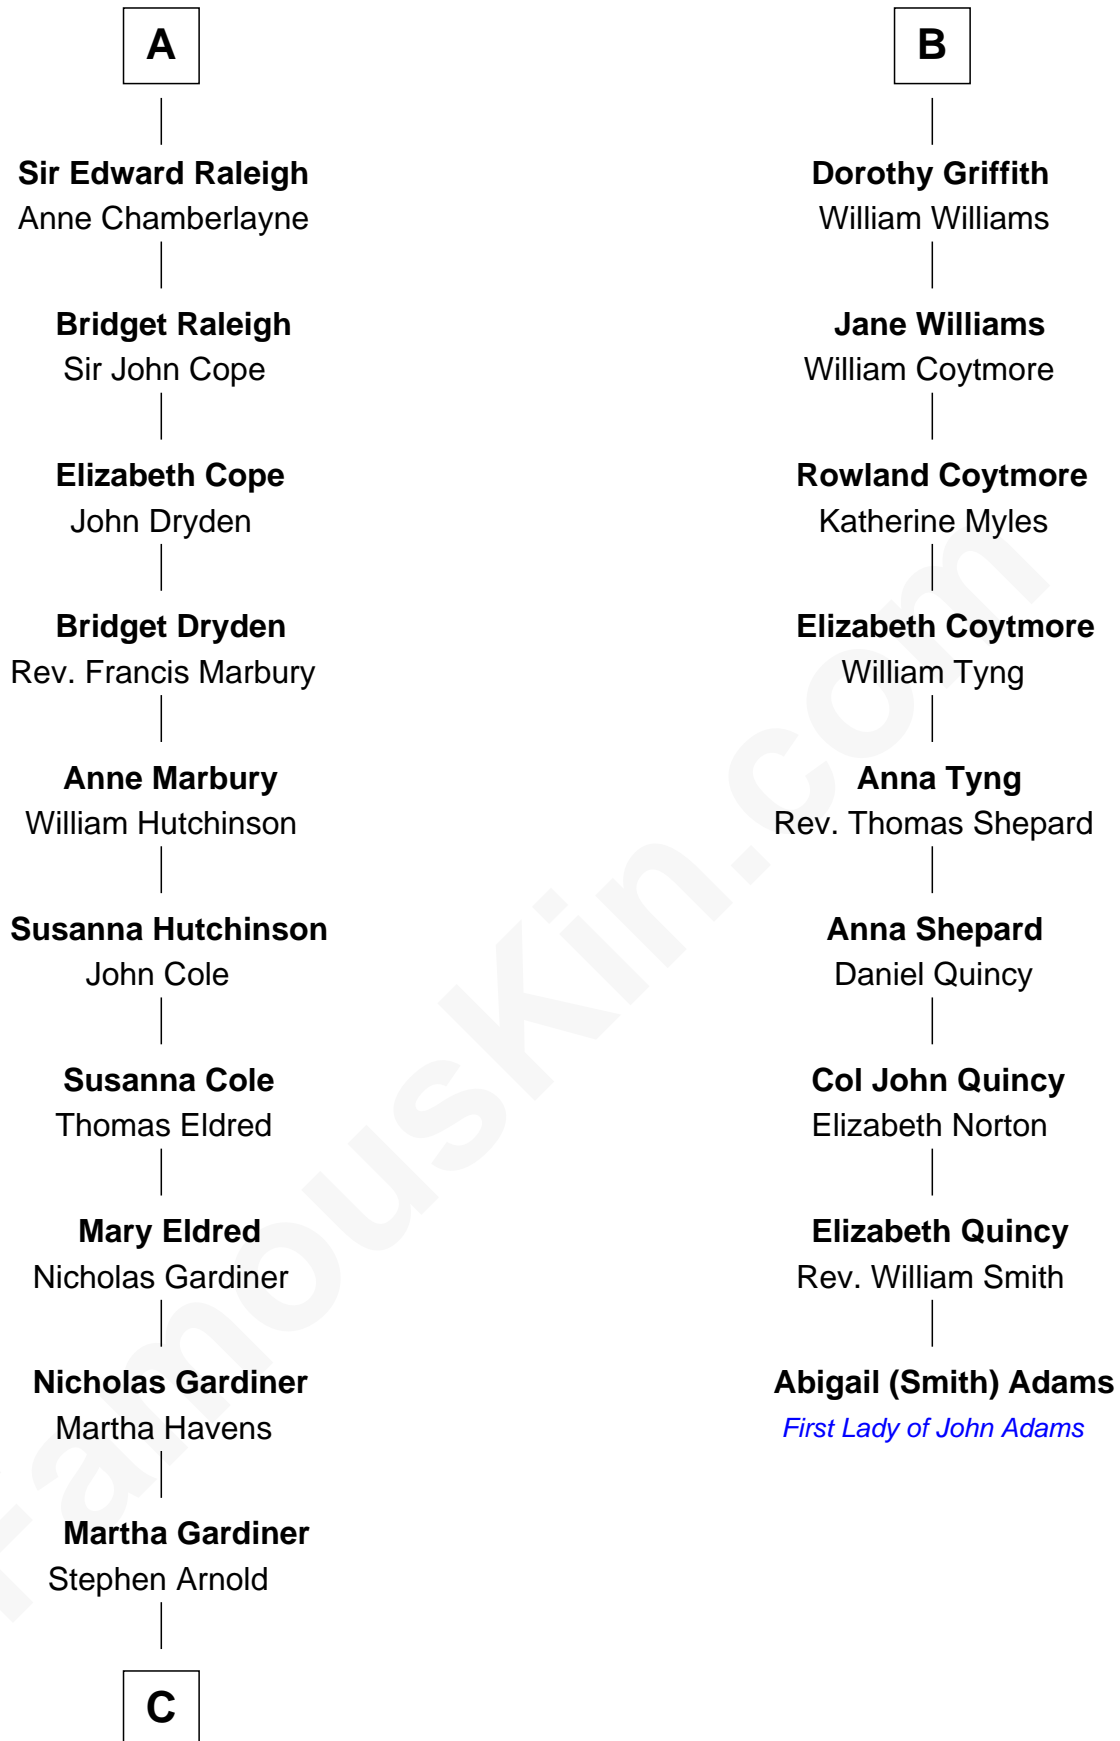 A
Sir Edward Raleigh
Anne Chamberlayne
Bridget Raleigh
Sir John Cope
Elizabeth Cope
John Dryden
Bridget Dryden
Rev. Francis Marbury
Anne Marbury
William Hutchinson
Susanna Hutchinson
John Cole
Susanna Cole
Thomas Eldred
Mary Eldred
Nicholas Gardiner
Nicholas Gardiner
Martha Havens
Martha Gardiner
Stephen Arnold
C
B
Dorothy Griffith
William Williams
Jane Williams
William Coytmore
Rowland Coytmore
Katherine Myles
Elizabeth Coytmore
William Tyng
Anna Tyng
Rev. Thomas Shepard
Anna Shepard
Daniel Quincy
Col John Quincy
Elizabeth Norton
Elizabeth Quincy
Rev. William Smith
Abigail (Smith) Adams
First Lady of John Adams
FamousKin.com